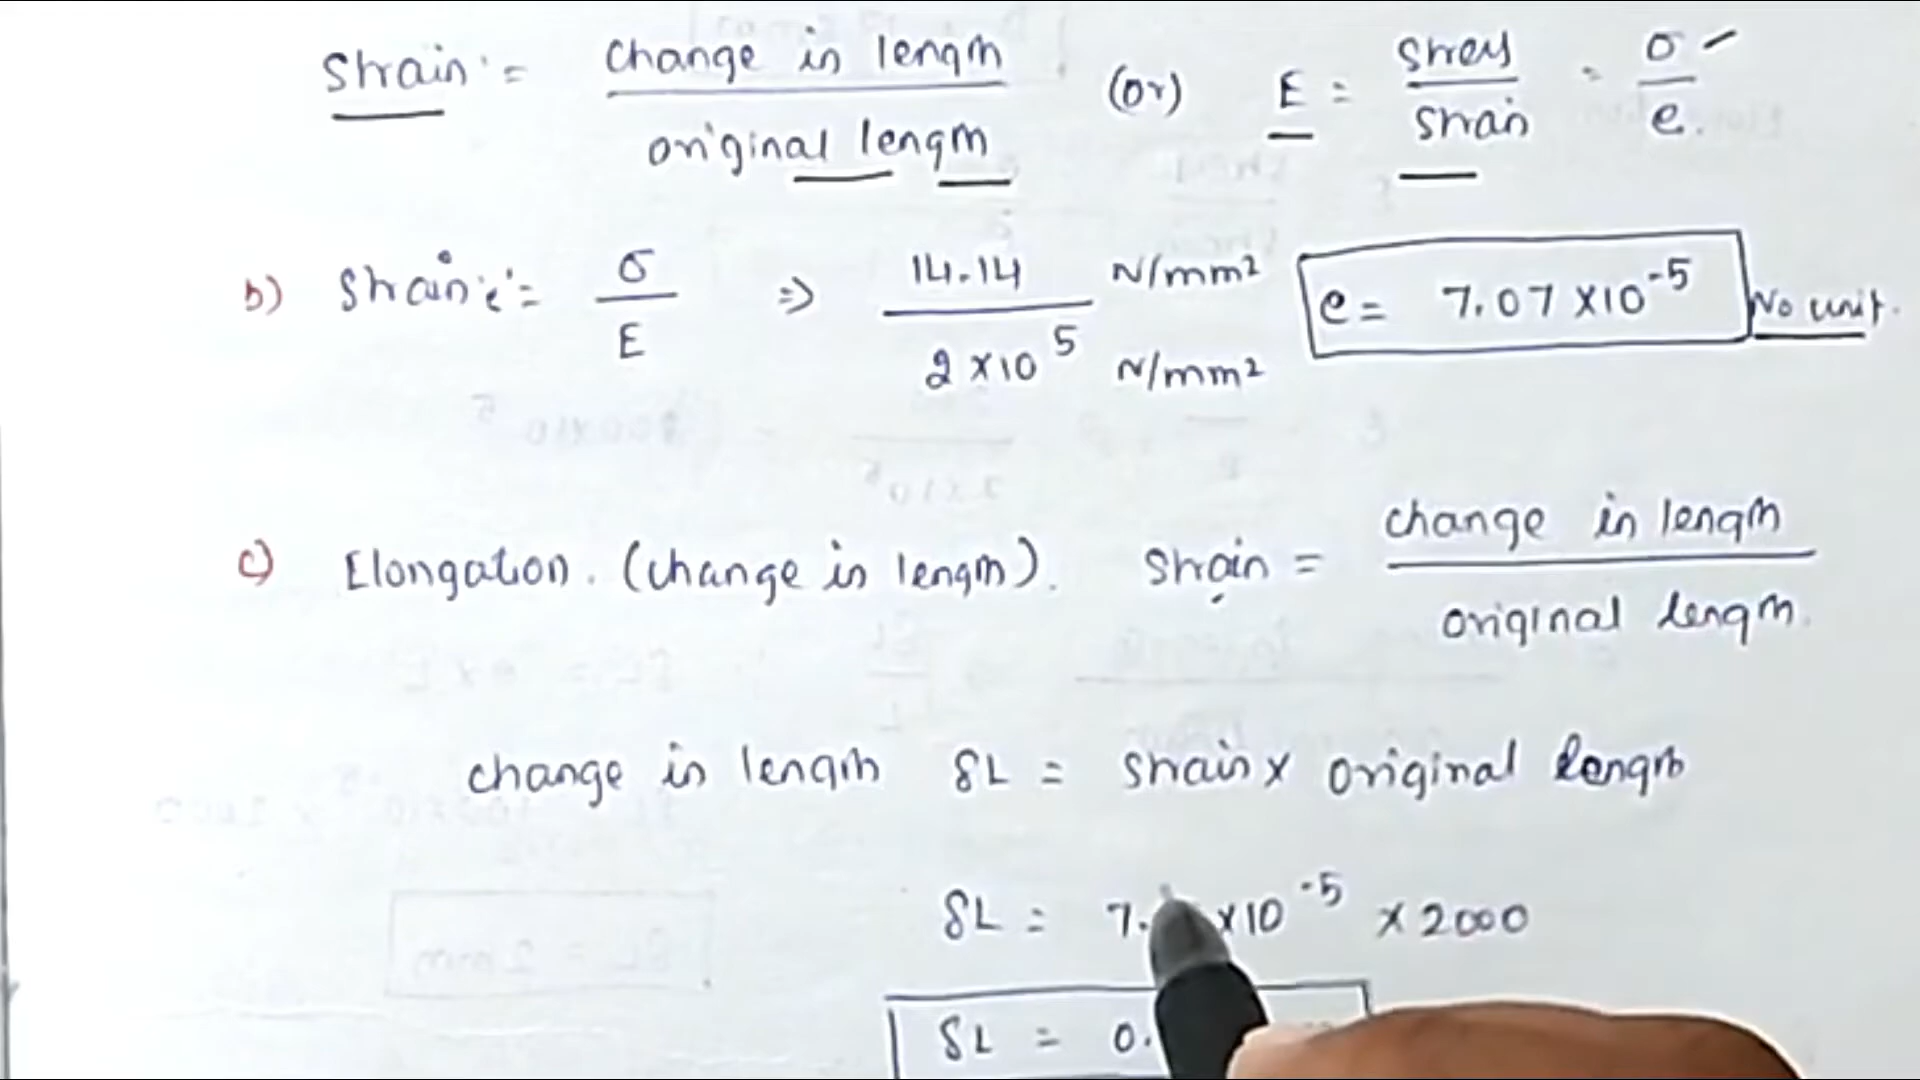 Strain = change in length / original length (or) E = stress / strain = σ / e.
b) Strain 'e' = σ / E => 14.14 N/mm² / 2 x 10⁵ N/mm² e = 7.07 x 10⁻⁵ No unit.
c) Elongation. (change in length). Strain = change in length / original length.
change in length δL = strain x original length
δL = 7. x 10⁻⁵ x 2000
δL = 0.